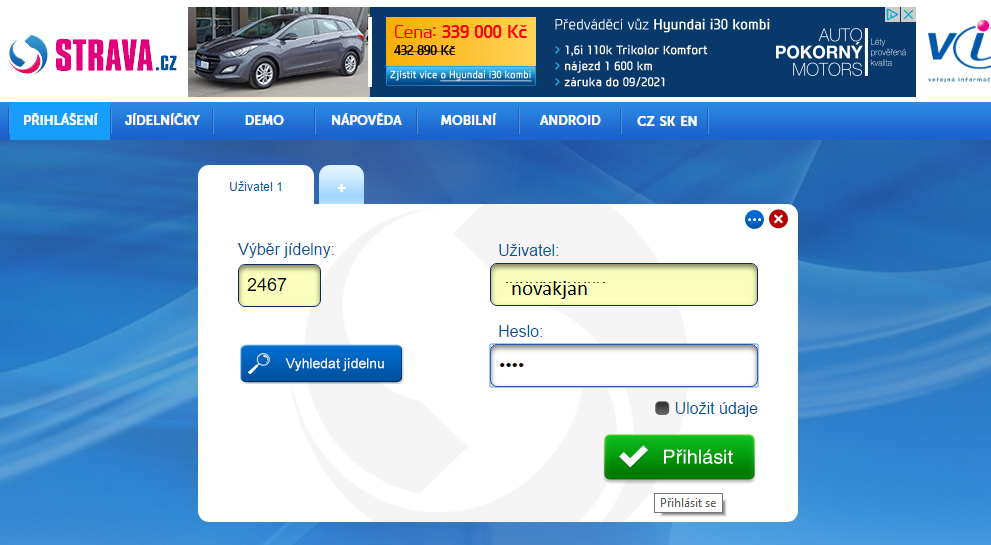 STRAVA.cz
Cena: 339 000 Kč
432 890 Kč
Zjistit více o Hyundai i30 kombi
Předváděcí vůz Hyundai i30 kombi
1,6i 110k Trikolor Komfort
nájezd 1 600 km
záruka do 09/2021
AUTO
POKORNÝ
MOTORS
Léty
prověřená
kvalita
veřejná informač
PŘIHLÁŠENÍ JÍDELNÍČKY DEMO NÁPOVĚDA MOBILNÍ ANDROID CZ SK EN
Uživatel 1 +
Výběr jídelny:
2467
Uživatel:
novakjan
Vyhledat jídelnu
Heslo:
••••
Uložit údaje
Přihlásit
Přihlásit se